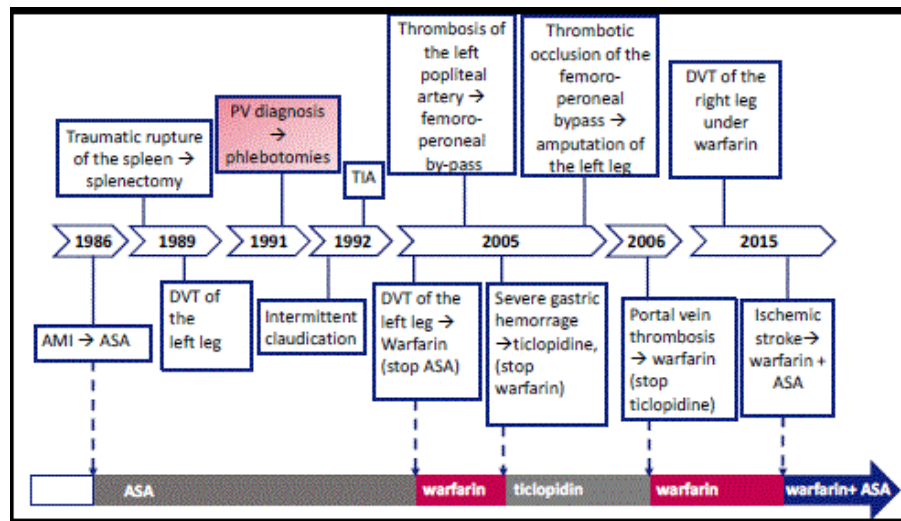 Thrombosis of
the left
popliteal
artery →
femoro-
peroneal
by-pass
Thrombotic
occlusion of the
femoro-
peroneal
bypass →
amputation of
the left leg
DVT of the
right leg
under
warfarin
PV diagnosis
→
phlebotomies
Traumatic rupture
of the spleen →
splenectomy
TIA
1986
1989
1991
1992
2005
2006
2015
AMI → ASA
DVT of
the
left leg
Intermittent
claudication
DVT of the
left leg →
Warfarin
(stop ASA)
Severe gastric
hemorrage
→ticlopidine,
(stop
warfarin)
Portal vein
thrombosis
→ warfarin
(stop
ticlopidine)
Ischemic
stroke→
warfarin +
ASA
ASA
warfarin
ticlopidin
warfarin
warfarin+ ASA